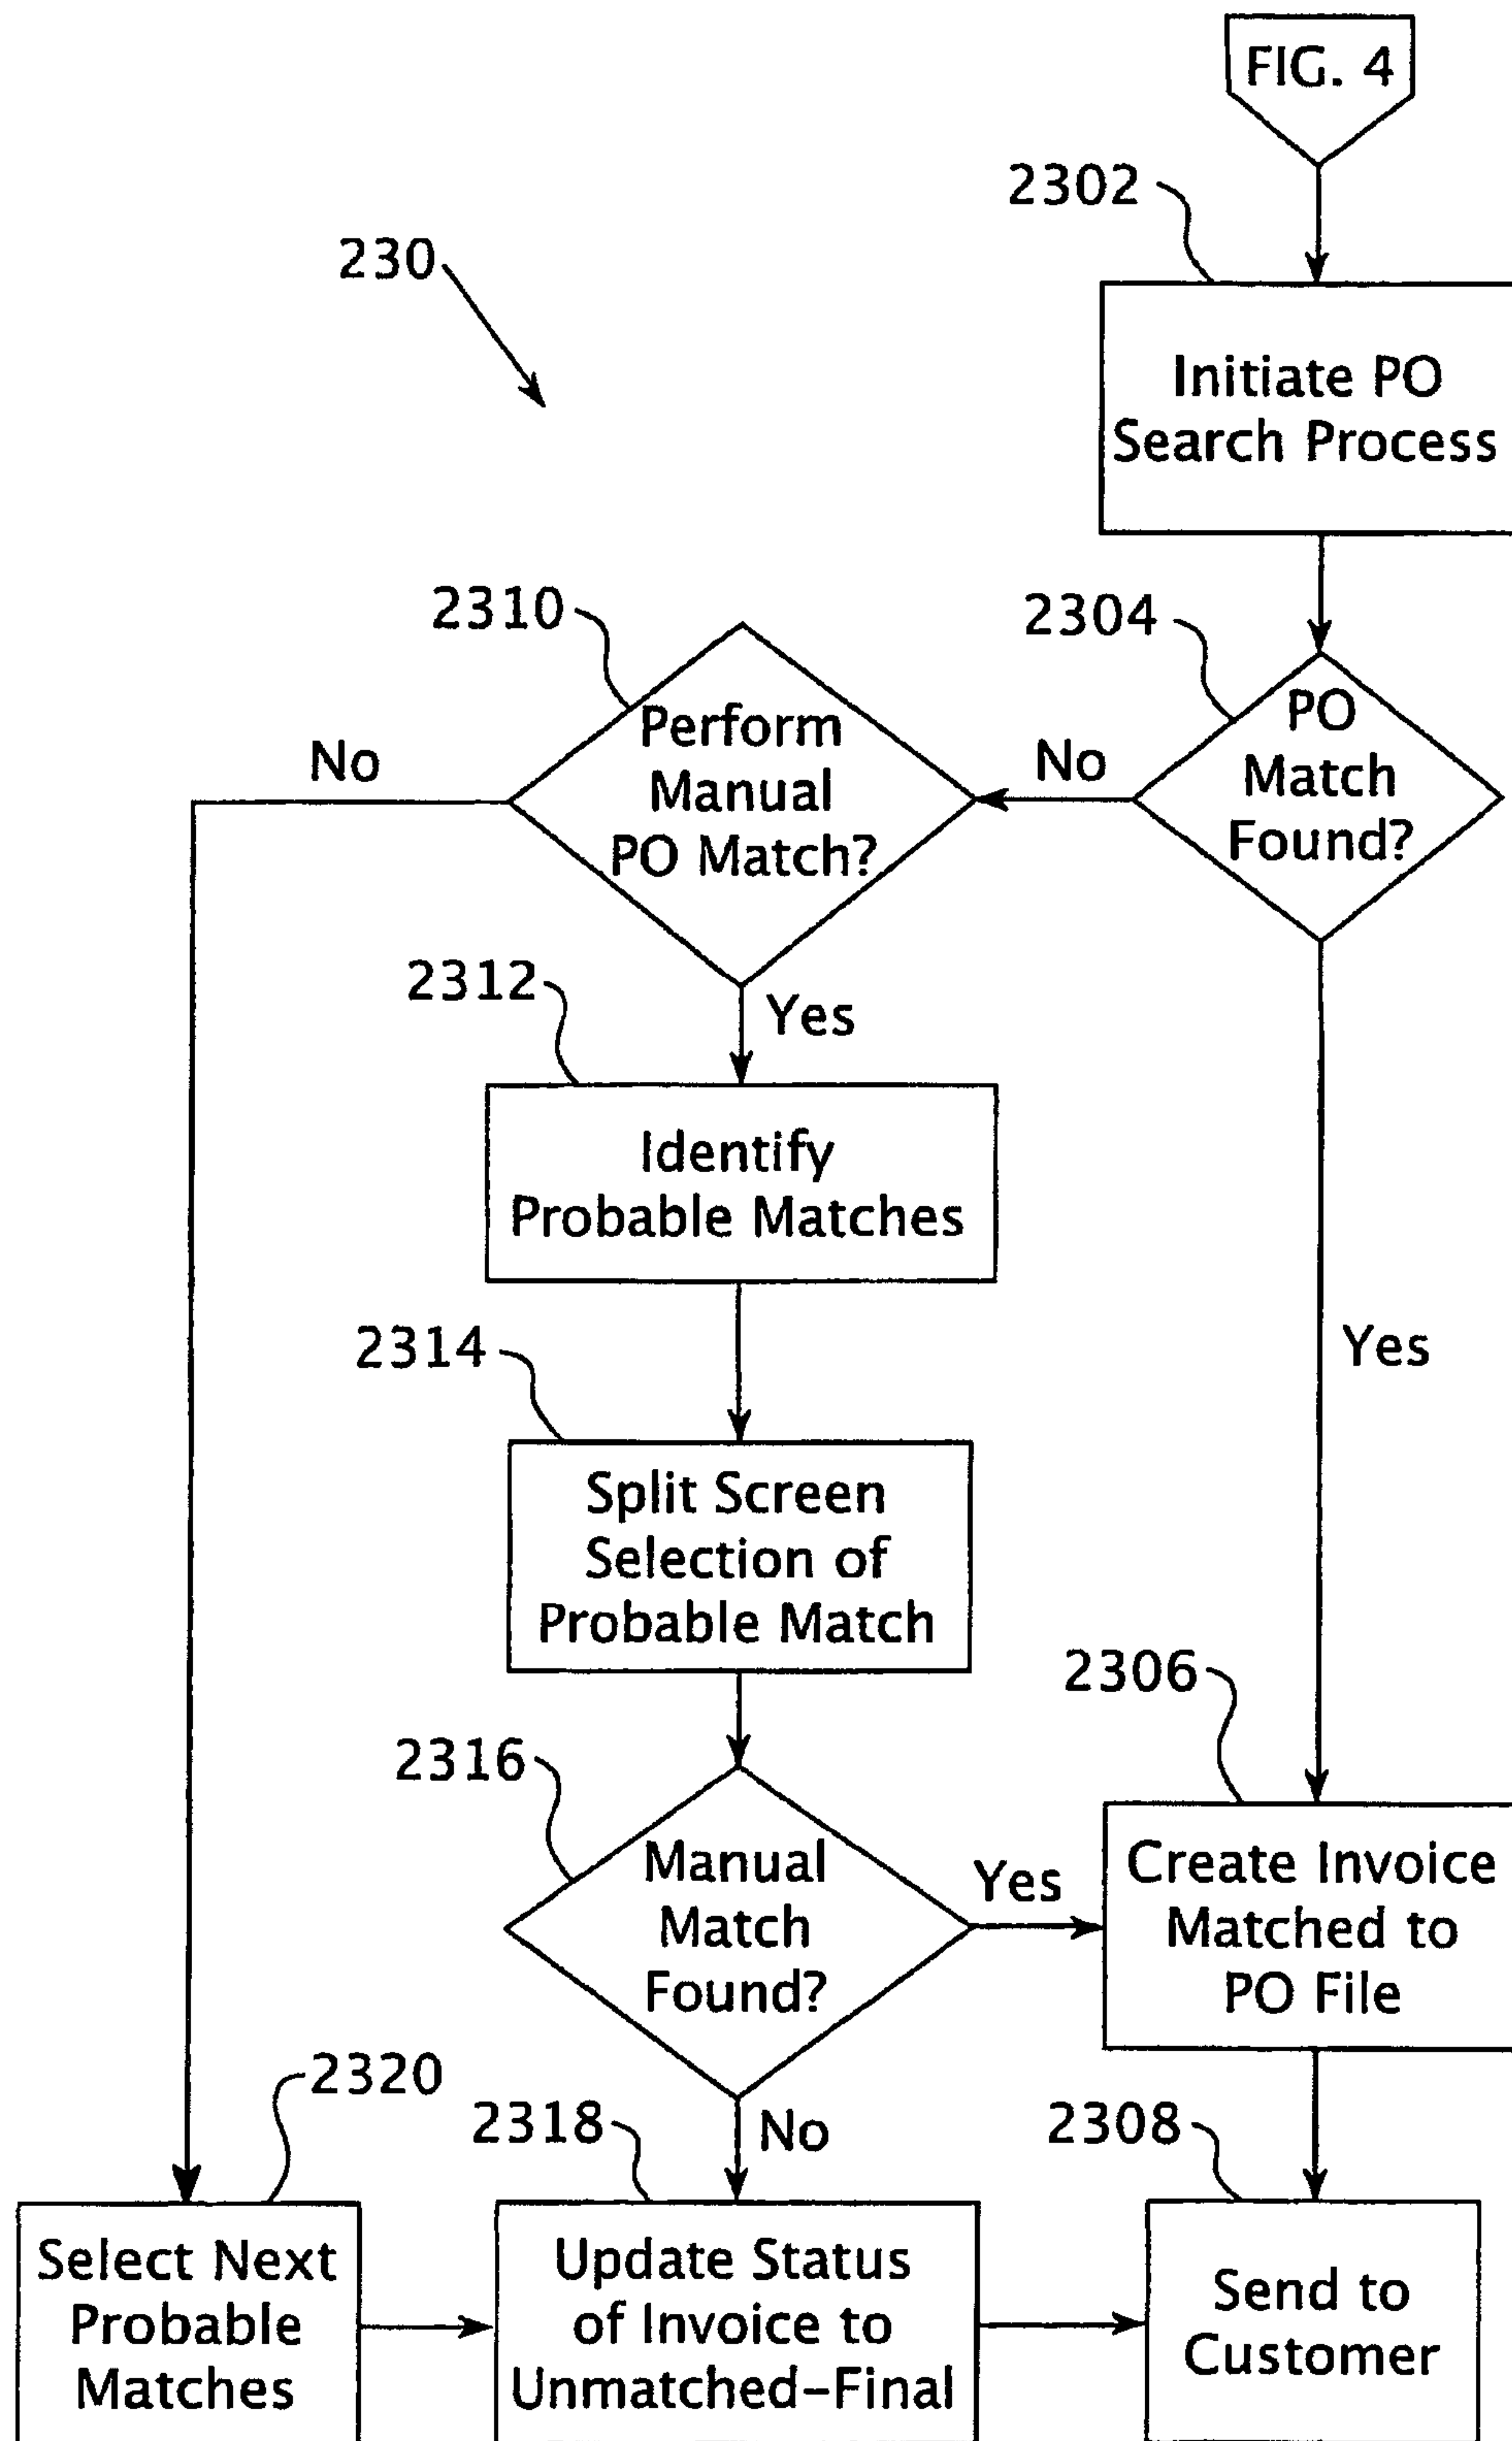 FIG. 4
2302
230
Initiate PO
Search Process
2310
2304
Perform
Manual
PO Match?
PO
Match
Found?
No
No
2312
Yes
Identify
Probable Matches
2314
Yes
Split Screen
Selection of
Probable Match
2306
2316
Manual
Match
Found?
Yes
Create Invoice
Matched to
PO File
2320
2318
No
2308
Select Next
Probable
Matches
Update Status
of Invoice to
Unmatched-Final
Send to
Customer